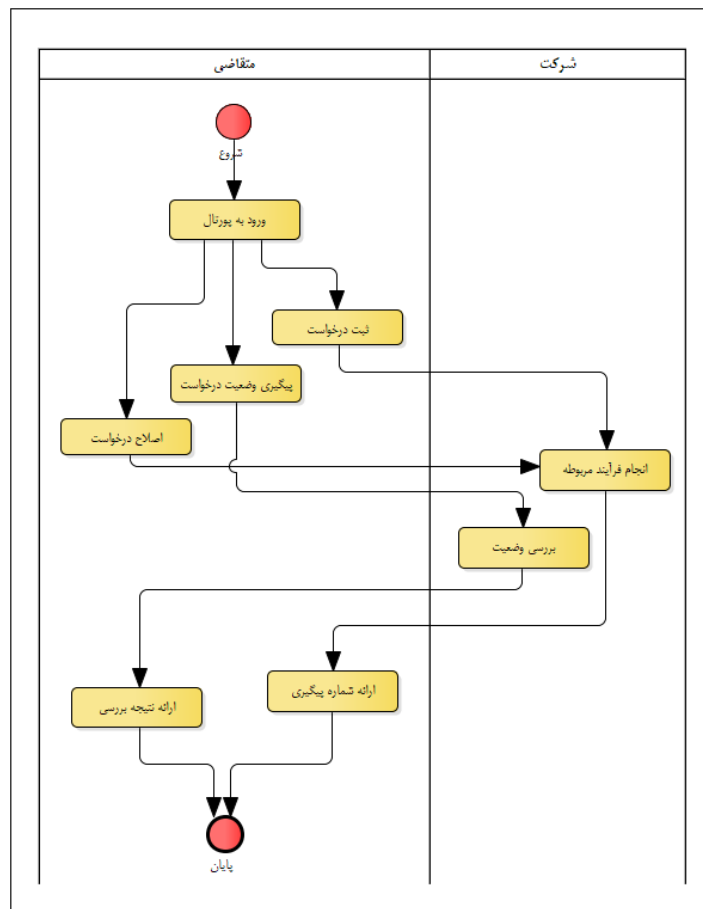 متقاضی
شرکت
شروع
ورود به پورتال
ثبت درخواست
پیگیری وضعیت درخواست
اصلاح درخواست
انجام فرآیند مربوطه
بررسی وضعیت
ارائه شماره پیگیری
ارائه نتیجه بررسی
پایان